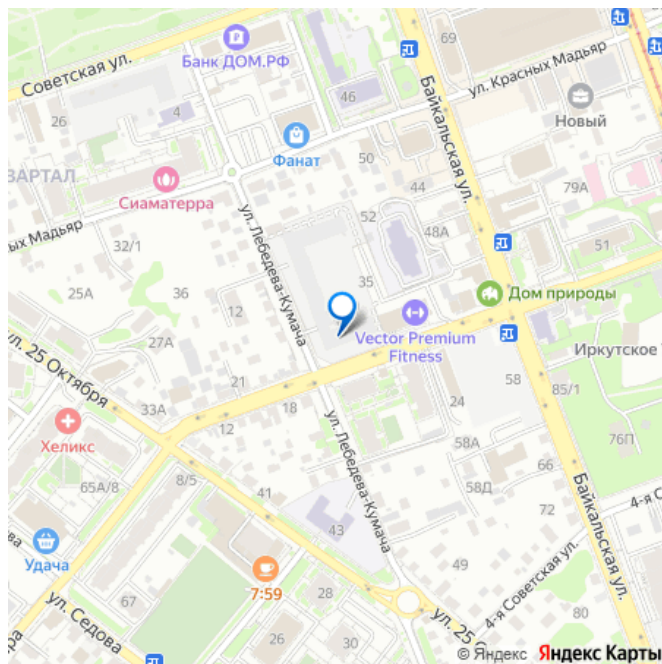 69
Банк ДОМ.РФ
Советская ул.
Байкальская ул.
ул. Красных Мадьяр
26
4
46
Новый
Фанат
50
ВАРТАЛ
Сиаматерра
44
79А
52
48А
ых Мадьяр
32/1
ул. Лебедева-Кумача
51
25А
36
35
Дом природы
12
27А
Vector Premium
Fitness
Иркутское
ул. 25 Октября
21
58
85/1
33А
18
24
12
ул. Лебедева-Кумача
Хеликс
58А
76П
65А/8
8/5
41
66
58Д
Байкальская ул.
4-я Со
43
72
Удача
7:59
49
4-я Советская ул.
28
67
80
ул. Седова
ра
26
30
ул. 25 О
© Яндекс Яндекс Карты